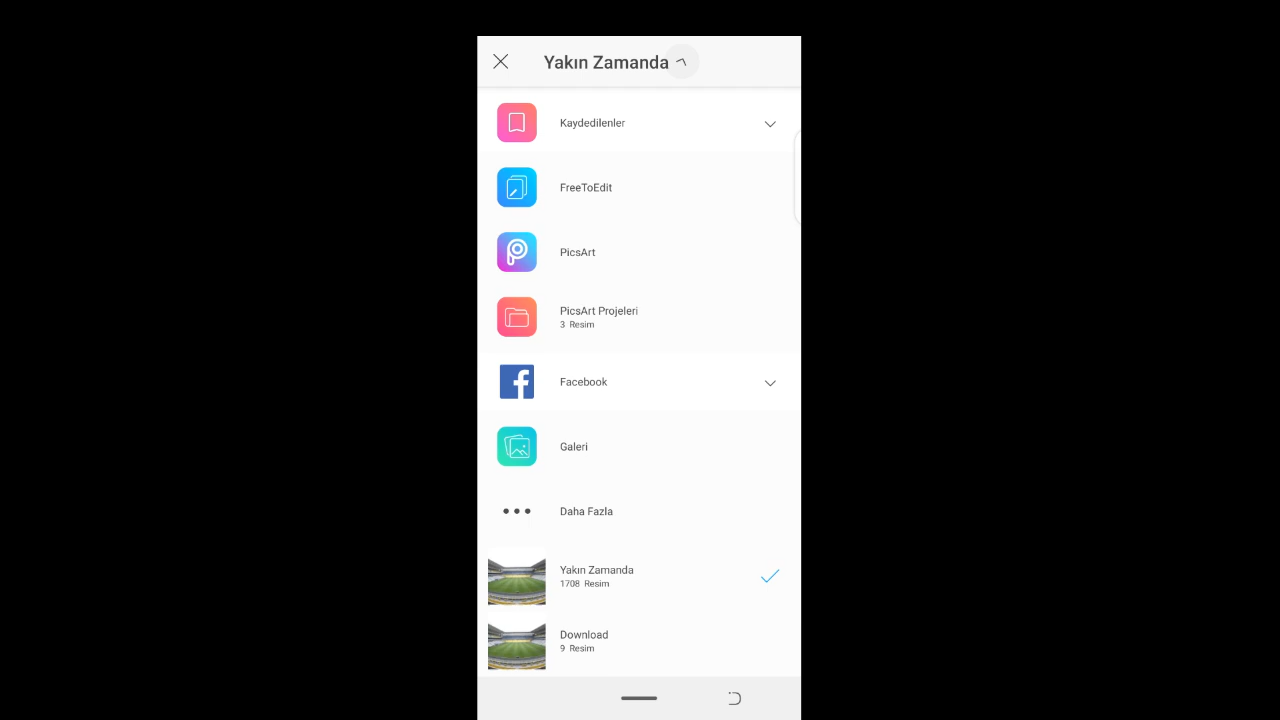 Yakın Zamanda
Kaydedilenler
FreeToEdit
PicsArt
PicsArt Projeleri
3 Resim
Facebook
Galeri
Daha Fazla
Yakın Zamanda
1708 Resim
Download
9 Resim